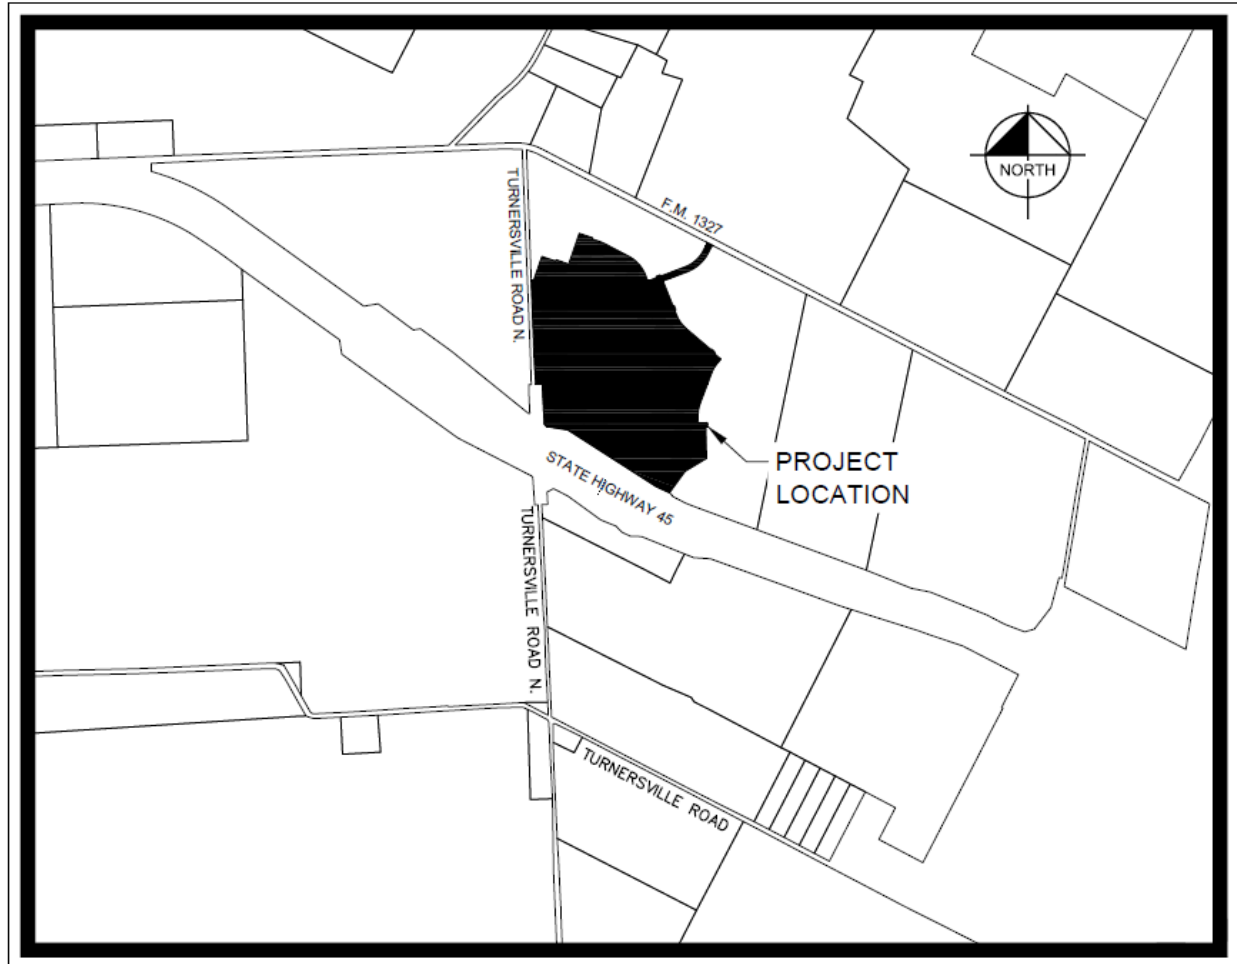 NORTH
TURNERSVILLE ROAD N.
F.M. 1327
PROJECT
LOCATION
STATE HIGHWAY 45
TURNERSVILLE ROAD N.
TURNERSVILLE ROAD